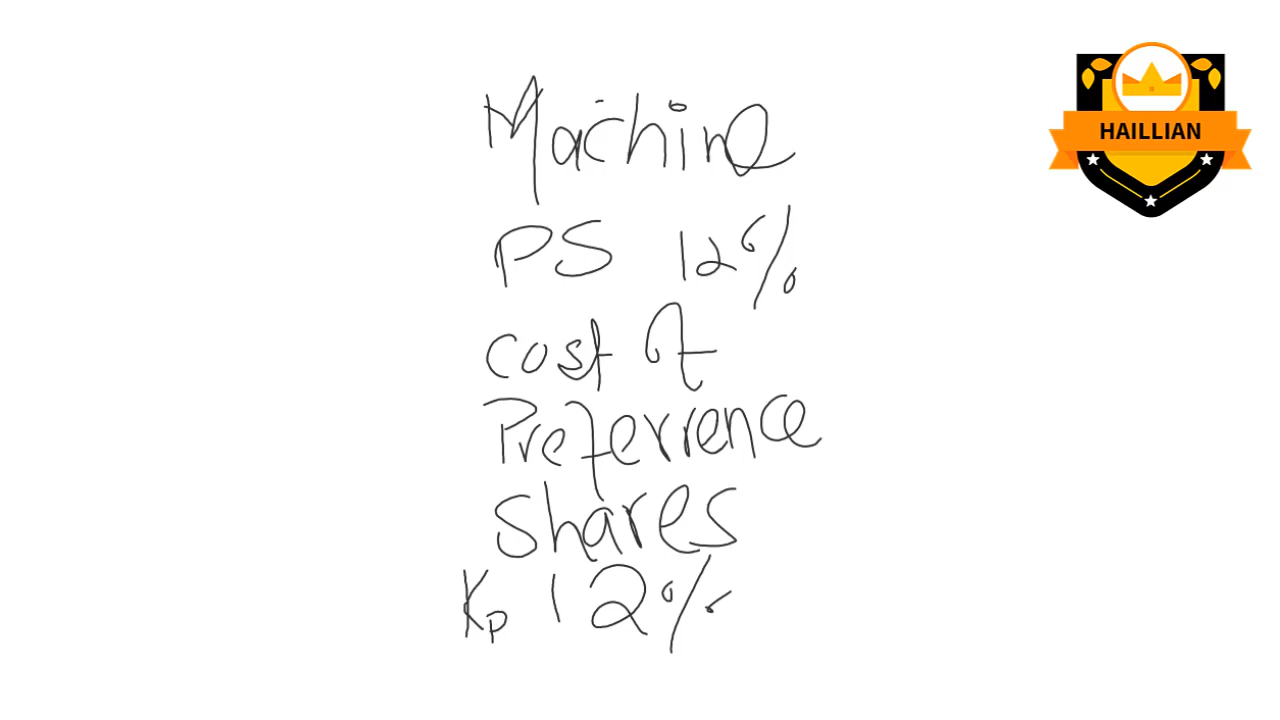 Machine
HAILLIAN
PS 12%
cost of
Preferrence
shares
Kp 12%